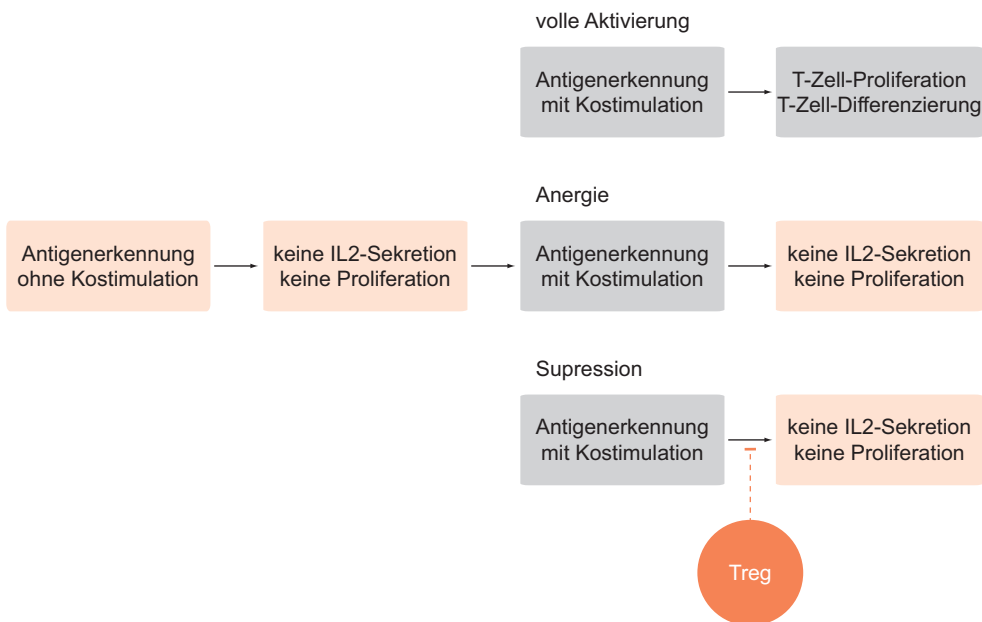 volle Aktivierung
Antigenerkennung
mit Kostimulation
T-Zell-Proliferation
T-Zell-Differenzierung
Anergie
Antigenerkennung
ohne Kostimulation
keine IL2-Sekretion
keine Proliferation
Antigenerkennung
mit Kostimulation
keine IL2-Sekretion
keine Proliferation
Supression
Antigenerkennung
mit Kostimulation
keine IL2-Sekretion
keine Proliferation
Treg